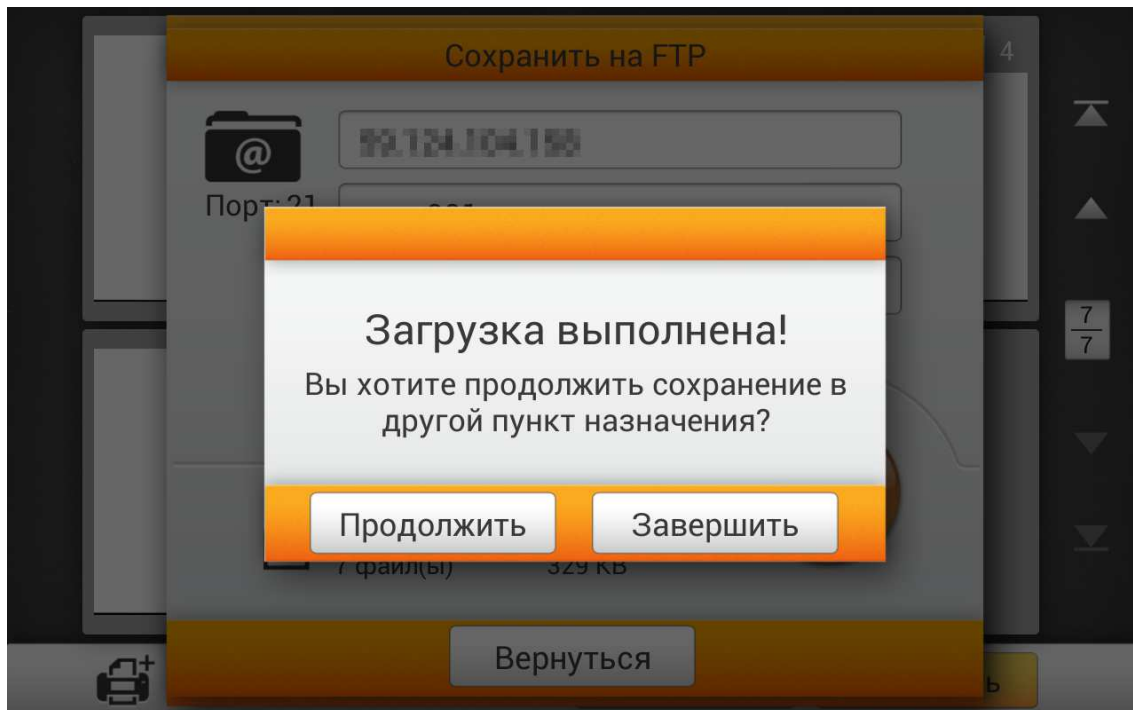 Сохранить на FTP
4
@
Порт: 21
Загрузка выполнена!
Вы хотите продолжить сохранение в
другой пункт назначения?
7
7
Продолжить
Завершить
7 файл(ы)
329 KB
Вернуться